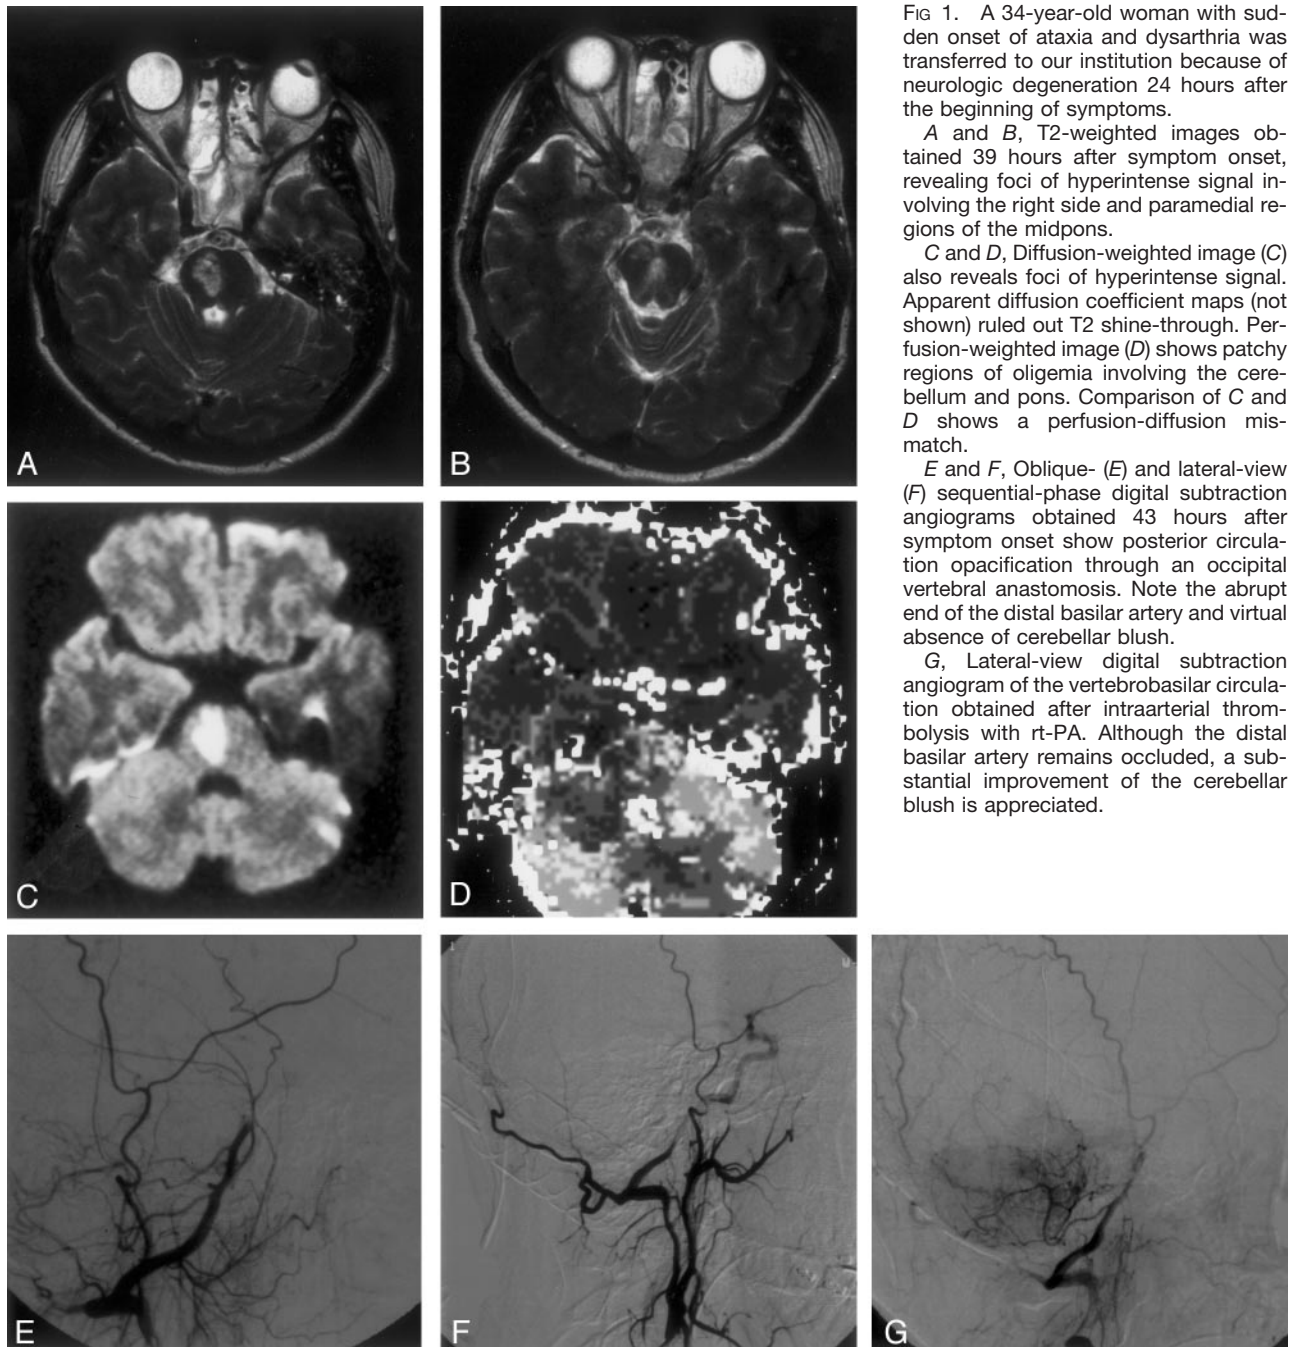 FIG 1. A 34-year-old woman with sud-
den onset of ataxia and dysarthria was
transferred to our institution because of
neurologic degeneration 24 hours after
the beginning of symptoms.
A and B, T2-weighted images ob-
tained 39 hours after symptom onset,
revealing foci of hyperintense signal in-
volving the right side and paramedial re-
gions of the midpons.
C and D, Diffusion-weighted image (C)
also reveals foci of hyperintense signal.
Apparent diffusion coefficient maps (not
shown) ruled out T2 shine-through. Per-
fusion-weighted image (D) shows patchy
regions of oligemia involving the cere-
bellum and pons. Comparison of C and
D shows a perfusion-diffusion mis-
match.
E and F, Oblique- (E) and lateral-view
(F) sequential-phase digital subtraction
angiograms obtained 43 hours after
symptom onset show posterior circula-
tion opacification through an occipital
vertebral anastomosis. Note the abrupt
end of the distal basilar artery and virtual
absence of cerebellar blush.
G, Lateral-view digital subtraction
angiogram of the vertebrobasilar circula-
tion obtained after intraarterial throm-
bolysis with rt-PA. Although the distal
basilar artery remains occluded, a sub-
stantial improvement of the cerebellar
blush is appreciated.
A
B
C
D
E
F
G